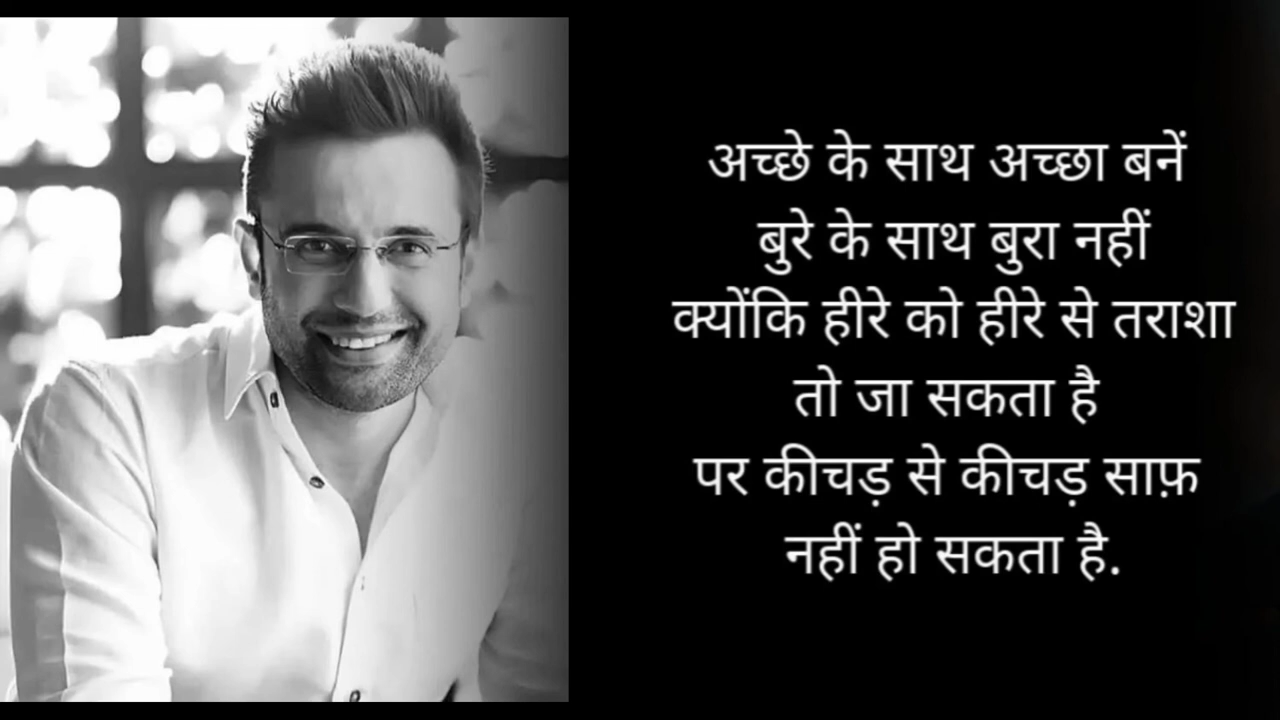 अच्छे के साथ अच्छा बनें
बुरे के साथ बुरा नहीं
क्योंकि हीरे को हीरे से तराशा
तो जा सकता है
पर कीचड़ से कीचड़ साफ़
नहीं हो सकता है.